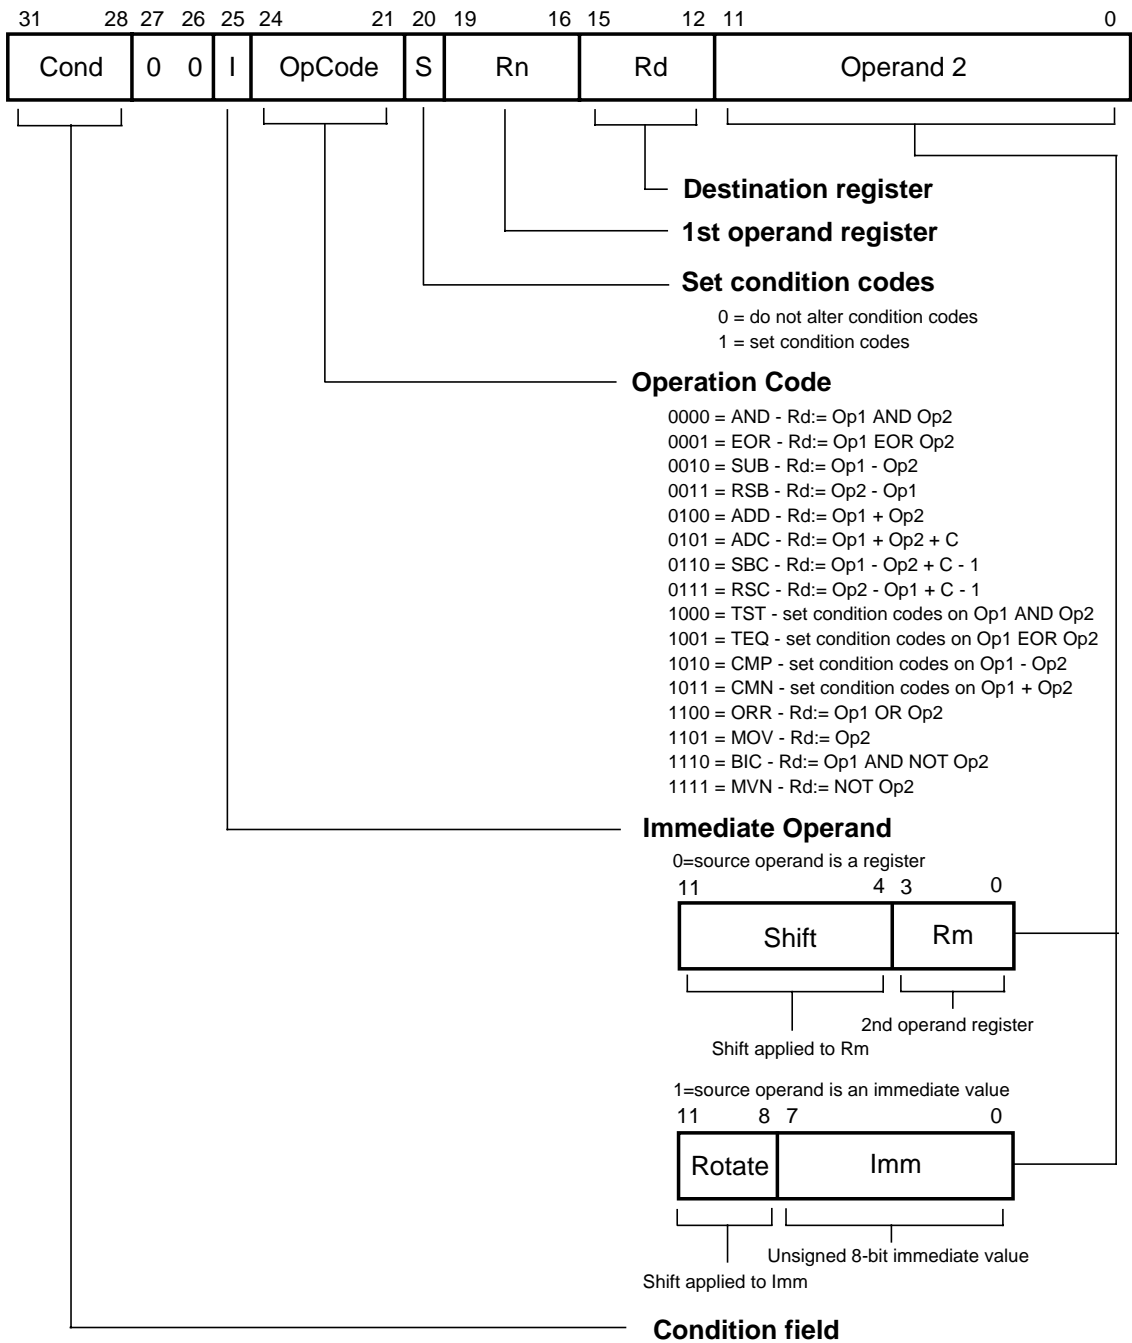 31 28 27 26 25 24 21 20 19 16 15 12 11 0
Cond 0 0 I OpCode S Rn Rd Operand 2
Destination register
1st operand register
Set condition codes
0 = do not alter condition codes
1 = set condition codes
Operation Code
0000 = AND - Rd:= Op1 AND Op2
0001 = EOR - Rd:= Op1 EOR Op2
0010 = SUB - Rd:= Op1 - Op2
0011 = RSB - Rd:= Op2 - Op1
0100 = ADD - Rd:= Op1 + Op2
0101 = ADC - Rd:= Op1 + Op2 + C
0110 = SBC - Rd:= Op1 - Op2 + C - 1
0111 = RSC - Rd:= Op2 - Op1 + C - 1
1000 = TST - set condition codes on Op1 AND Op2
1001 = TEQ - set condition codes on Op1 EOR Op2
1010 = CMP - set condition codes on Op1 - Op2
1011 = CMN - set condition codes on Op1 + Op2
1100 = ORR - Rd:= Op1 OR Op2
1101 = MOV - Rd:= Op2
1110 = BIC - Rd:= Op1 AND NOT Op2
1111 = MVN - Rd:= NOT Op2
Immediate Operand
0=source operand is a register
11 4 3 0
Shift Rm
2nd operand register
Shift applied to Rm
1=source operand is an immediate value
11 8 7 0
Rotate Imm
Unsigned 8-bit immediate value
Shift applied to Imm
Condition field